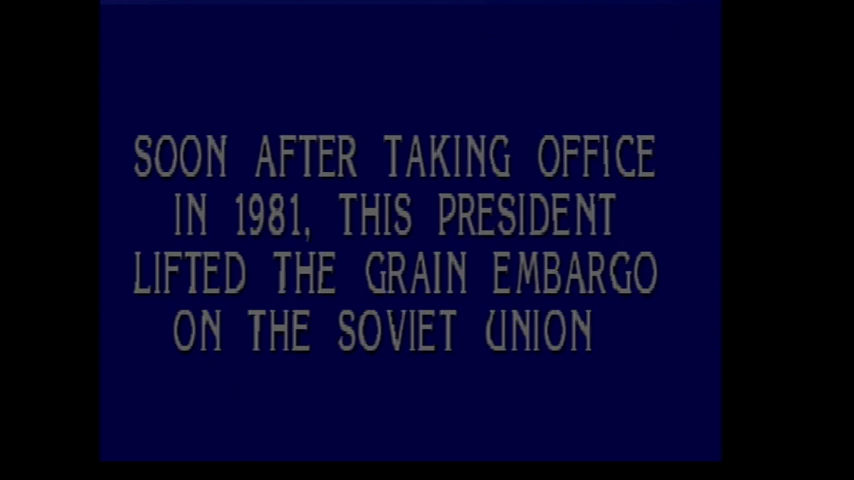 SOON AFTER TAKING OFFICE
IN 1981, THIS PRESIDENT
LIFTED THE GRAIN EMBARGO
ON THE SOVIET UNION